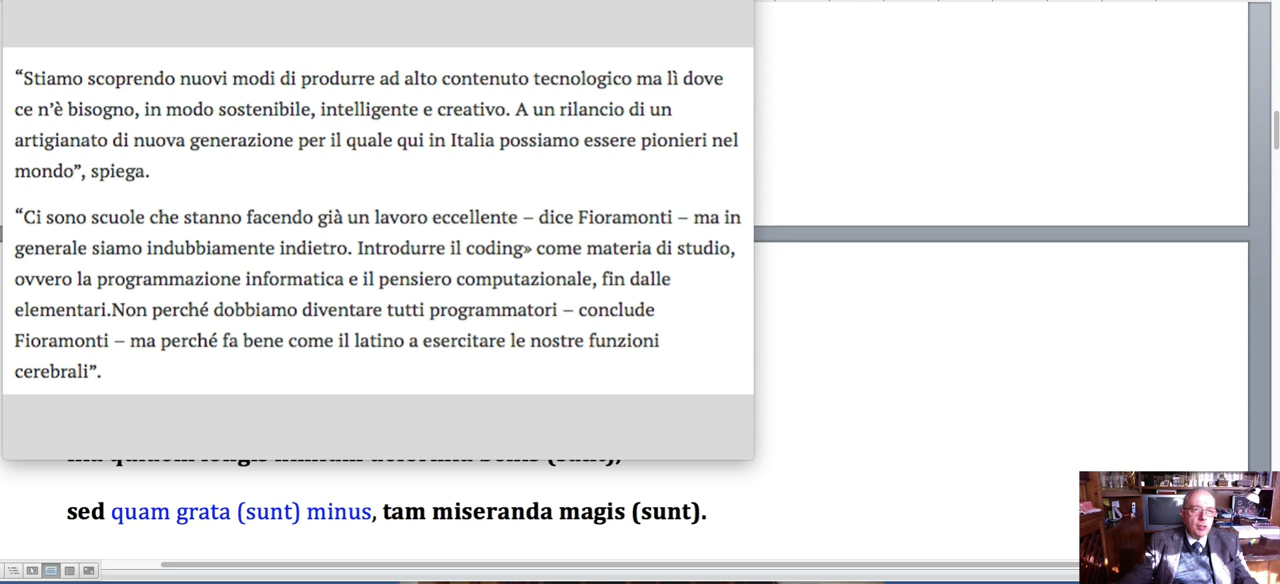 “Stiamo scoprendo nuovi modi di produrre ad alto contenuto tecnologico ma lì dove
ce n’è bisogno, in modo sostenibile, intelligente e creativo. A un rilancio di un
artigianato di nuova generazione per il quale qui in Italia possiamo essere pionieri nel
mondo”, spiega.
“Ci sono scuole che stanno facendo già un lavoro eccellente – dice Fioramonti – ma in
generale siamo indubbiamente indietro. Introdurre il coding» come materia di studio,
ovvero la programmazione informatica e il pensiero computazionale, fin dalle
elementari.Non perché dobbiamo diventare tutti programmatori – conclude
Fioramonti – ma perché fa bene come il latino a esercitare le nostre funzioni
cerebrali”.
sed quam grata (sunt) minus, tam miseranda magis (sunt).